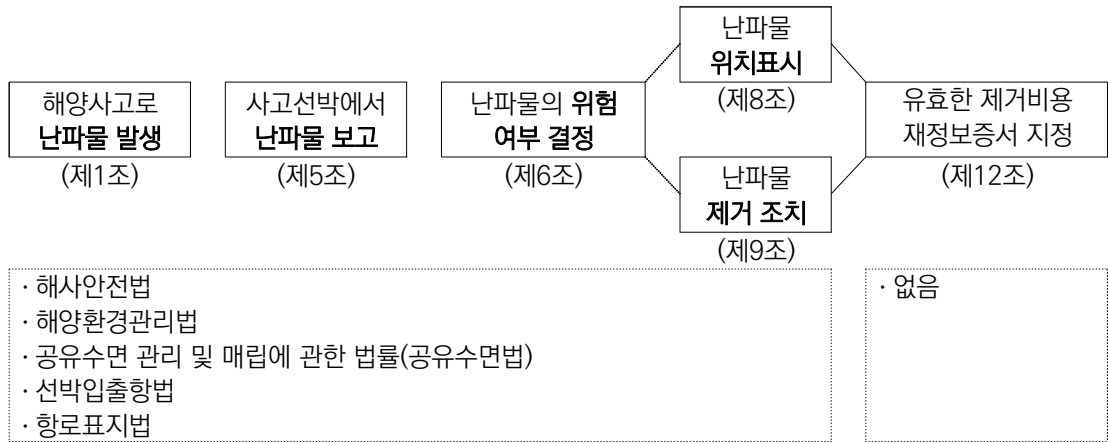 해양사고로
난파물 발생
(제1조)
사고선박에서
난파물 보고
(제5조)
난파물의 위험
여부 결정
(제6조)
난파물
위치표시
(제8조)
난파물
제거 조치
(제9조)
유효한 제거비용
재정보증서 지정
(제12조)
· 해사안전법
· 해양환경관리법
· 공유수면 관리 및 매립에 관한 법률(공유수면법)
· 선박입출항법
· 항로표지법
· 없음